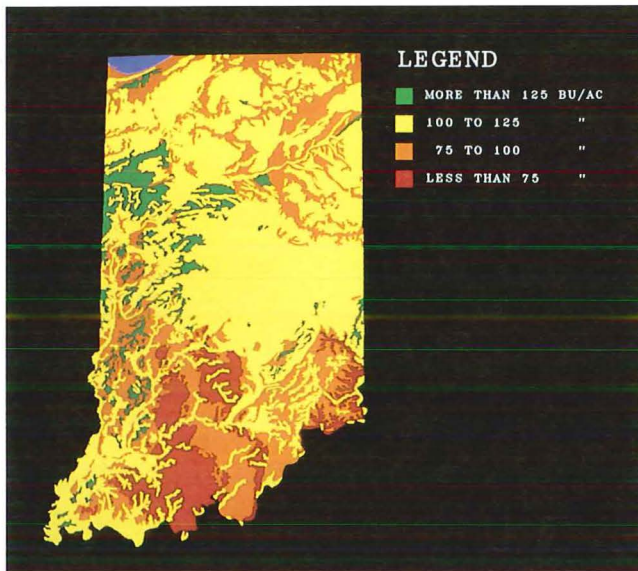 LEGEND
MORE THAN 125 BU/AC
100 TO 125 "
75 TO 100 "
LESS THAN 75 "